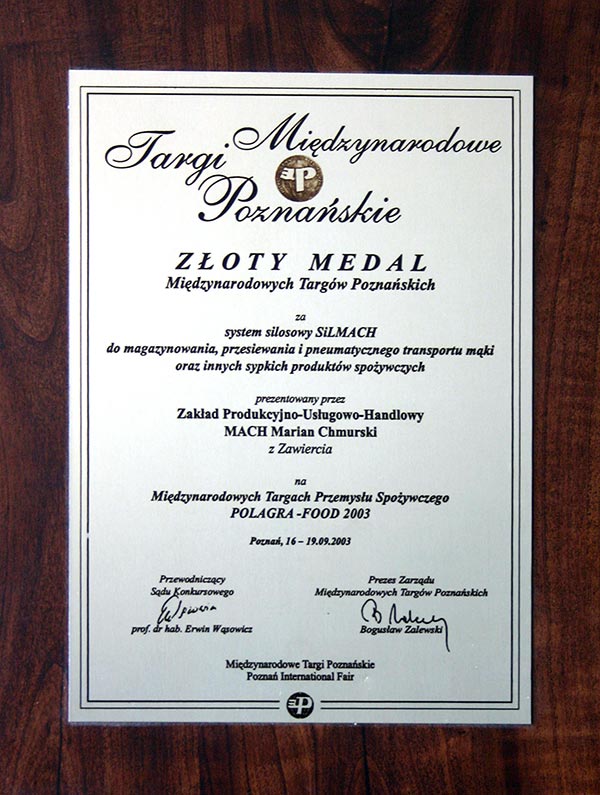 Targi Międzynarodowe
Poznańskie
ZŁOTY MEDAL
Międzynarodowych Targów Poznańskich
za
system silosowy SiLMACH
do magazynowania, przesiewania i pneumatycznego transportu mąki
oraz innych sypkich produktów spożywczych
prezentowany przez
Zakład Produkcyjno-Usługowo-Handlowy
MACH Marian Chmurski
z Zawiercia
na
Międzynarodowych Targach Przemysłu Spożywczego
POLAGRA -FOOD 2003
Poznań, 16 – 19.09.2003
Przewodniczący
Sądu Konkursowego
prof. dr hab. Erwin Wąsowicz
Prezes Zarządu
Międzynarodowych Targów Poznańskich
Bogusław Zalewski
Międzynarodowe Targi Poznańskie
Poznań International Fair